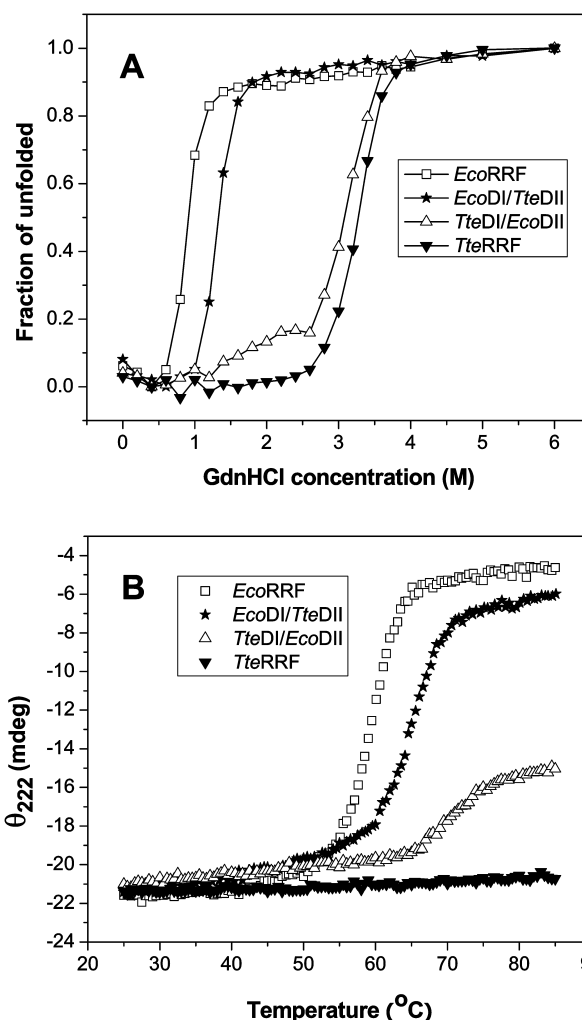 A
1.0
0.8
0.6
0.4
0.2
0.0
Fraction of unfolded
EcoRRF
EcoDI/TteDII
TteDI/EcoDII
TteRRF
0 1 2 3 4 5 6
GdnHCl concentration (M)
B
-4
-6
-8
-10
-12
-14
-16
-18
-20
-22
-24
θ222 (mdeg)
EcoRRF
EcoDI/TteDII
TteDI/EcoDII
TteRRF
20 30 40 50 60 70 80 90
Temperature (°C)